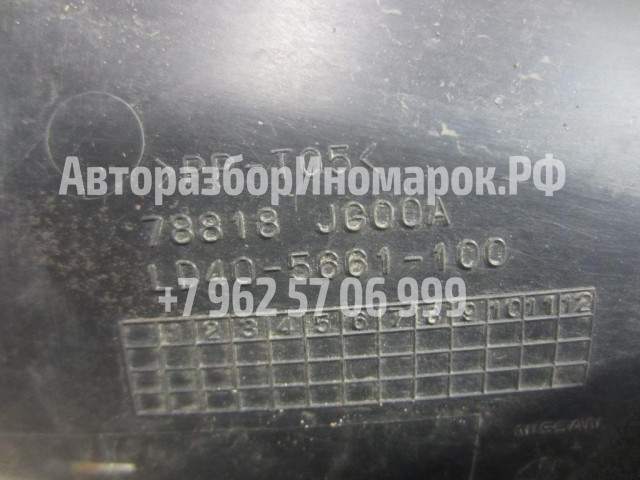 >PP-T05<
Авторазборнаимарок.РФ
78818 JG00A
LD40-5661-100
+7 962 57 06 999
1 2 3 4 5 6 7 8 9 10 11 12
NISSAN